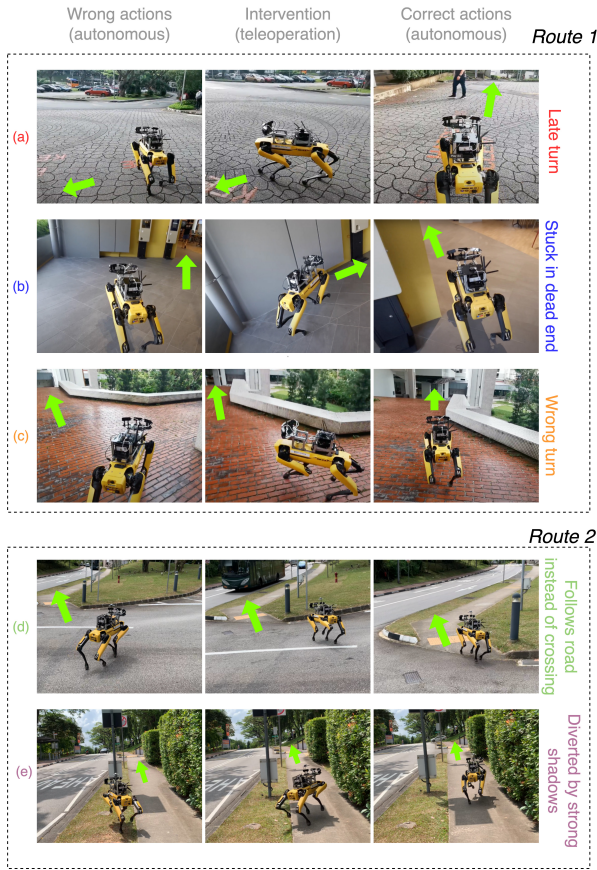 Wrong actions
(autonomous)
Intervention
(teleoperation)
Correct actions
(autonomous)
Route 1
(a)
Late turn
(b)
Stuck in dead end
(c)
Wrong turn
Route 2
(d)
Follows road
instead of crossing
(e)
Diverted by strong
shadows